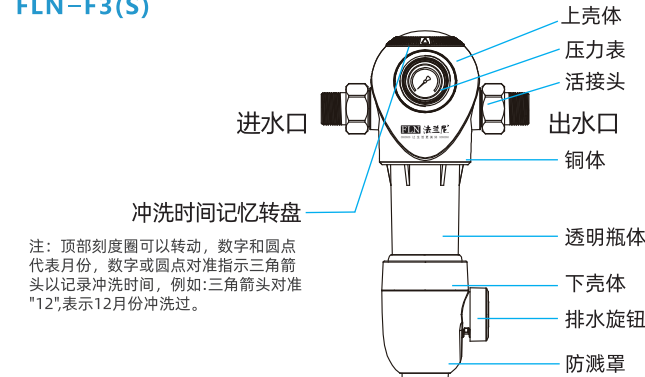 FLN-F3(S)
上壳体
压力表
活接头
进水口
出水口
FLN 法兰尼
铜体
冲洗时间记忆转盘
注：顶部刻度圈可以转动，数字和圆点
代表月份，数字或圆点对准指示三角箭
头以记录冲洗时间，例如:三角箭头对准
"12",表示12月份冲洗过。
透明瓶体
下壳体
排水旋钮
防溅罩